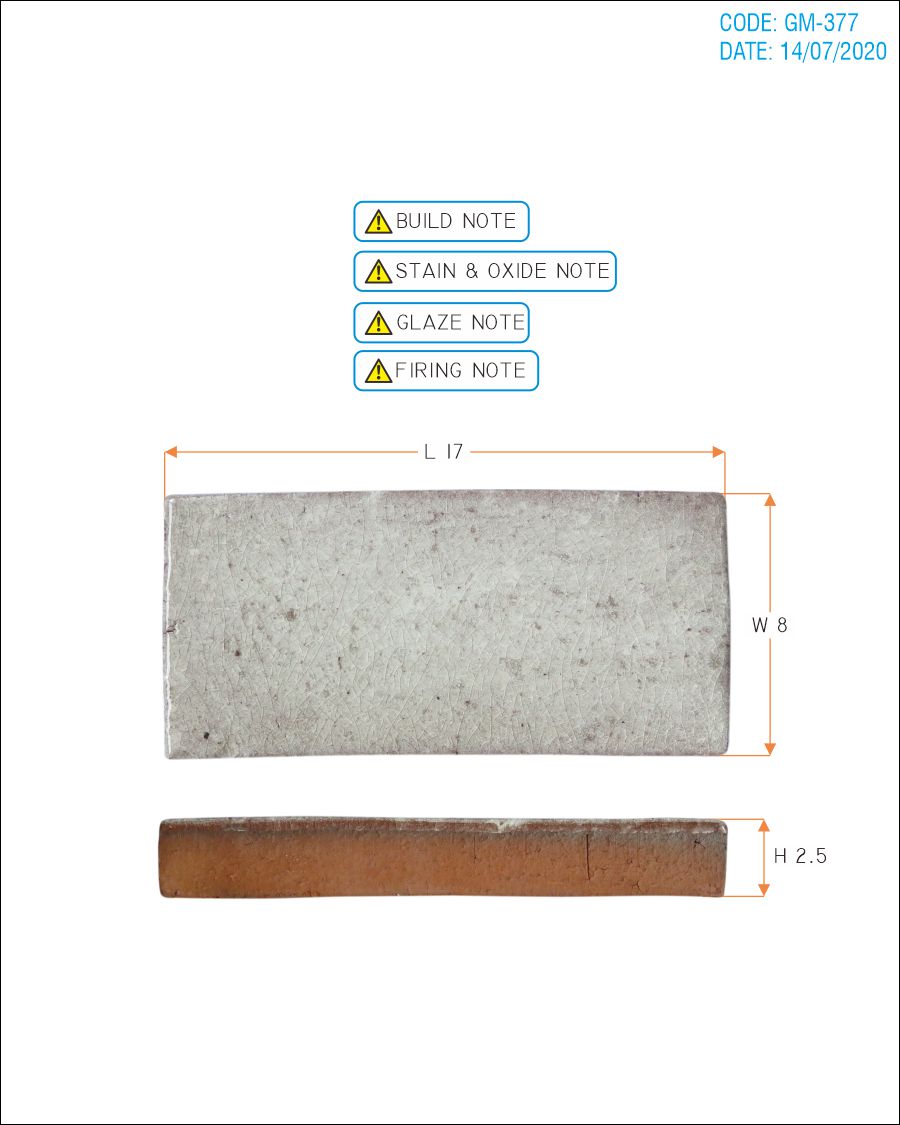 CODE: GM-377
DATE: 14/07/2020
BUILD NOTE
STAIN & OXIDE NOTE
GLAZE NOTE
FIRING NOTE
L 17
W 8
H 2.5